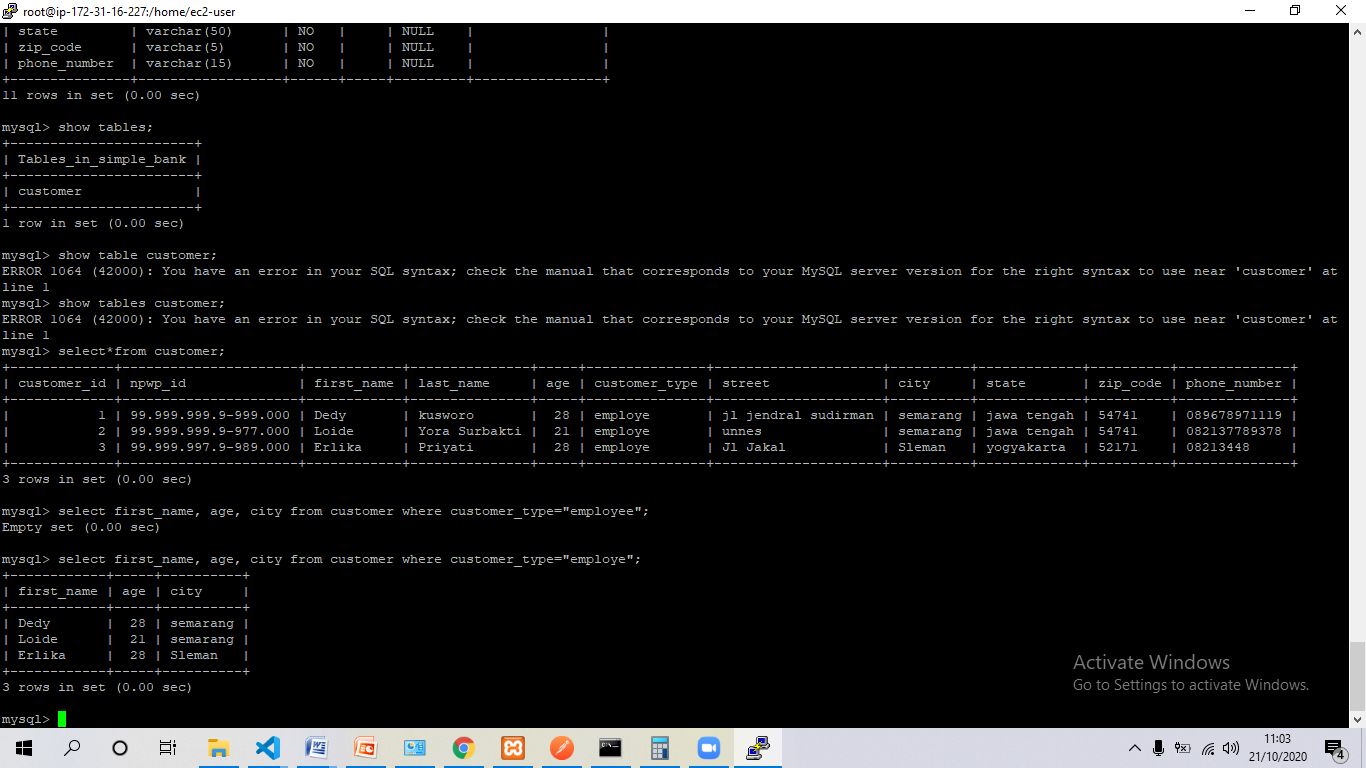 root@ip-172-31-16-227:/home/ec2-user
| state         | varchar(50)      | NO   |     | NULL    |                |
| zip_code      | varchar(5)       | NO   |     | NULL    |                |
| phone_number  | varchar(15)      | NO   |     | NULL    |                |
+---------------+------------------+------+-----+---------+----------------+
11 rows in set (0.00 sec)
mysql> show tables;
+-----------------------+
| Tables_in_simple_bank |
+-----------------------+
| customer              |
+-----------------------+
1 row in set (0.00 sec)
mysql> show table customer;
ERROR 1064 (42000): You have an error in your SQL syntax; check the manual that corresponds to your MySQL server version for the right syntax to use near 'customer' at
line 1
mysql> show tables customer;
ERROR 1064 (42000): You have an error in your SQL syntax; check the manual that corresponds to your MySQL server version for the right syntax to use near 'customer' at
line 1
mysql> select*from customer;
+-------------+----------------------+------------+---------------+-----+---------------+---------------------+----------+-------------+----------+--------------+
| customer_id | npwp_id              | first_name | last_name     | age | customer_type | street              | city     | state       | zip_code | phone_number |
+-------------+----------------------+------------+---------------+-----+---------------+---------------------+----------+-------------+----------+--------------+
|           1 | 99.999.999.9-999.000 | Dedy       | kusworo       |  28 | employe       | jl jendral sudirman | semarang | jawa tengah | 54741    | 089678971119 |
|           2 | 99.999.999.9-977.000 | Loide      | Yora Surbakti |  21 | employe       | unnes               | semarang | jawa tengah | 54741    | 082137789378 |
|           3 | 99.999.997.9-989.000 | Erlika     | Priyati       |  28 | employe       | Jl Jakal            | Sleman   | yogyakarta  | 52171    | 08213448     |
+-------------+----------------------+------------+---------------+-----+---------------+---------------------+----------+-------------+----------+--------------+
3 rows in set (0.00 sec)
mysql> select first_name, age, city from customer where customer_type="employee";
Empty set (0.00 sec)
mysql> select first_name, age, city from customer where customer_type="employe";
+------------+-----+----------+
| first_name | age | city     |
+------------+-----+----------+
| Dedy       |  28 | semarang |
| Loide      |  21 | semarang |
| Erlika     |  28 | Sleman   |
+------------+-----+----------+
3 rows in set (0.00 sec)
mysql>
Activate Windows
Go to Settings to activate Windows.
11:03
21/10/2020
4